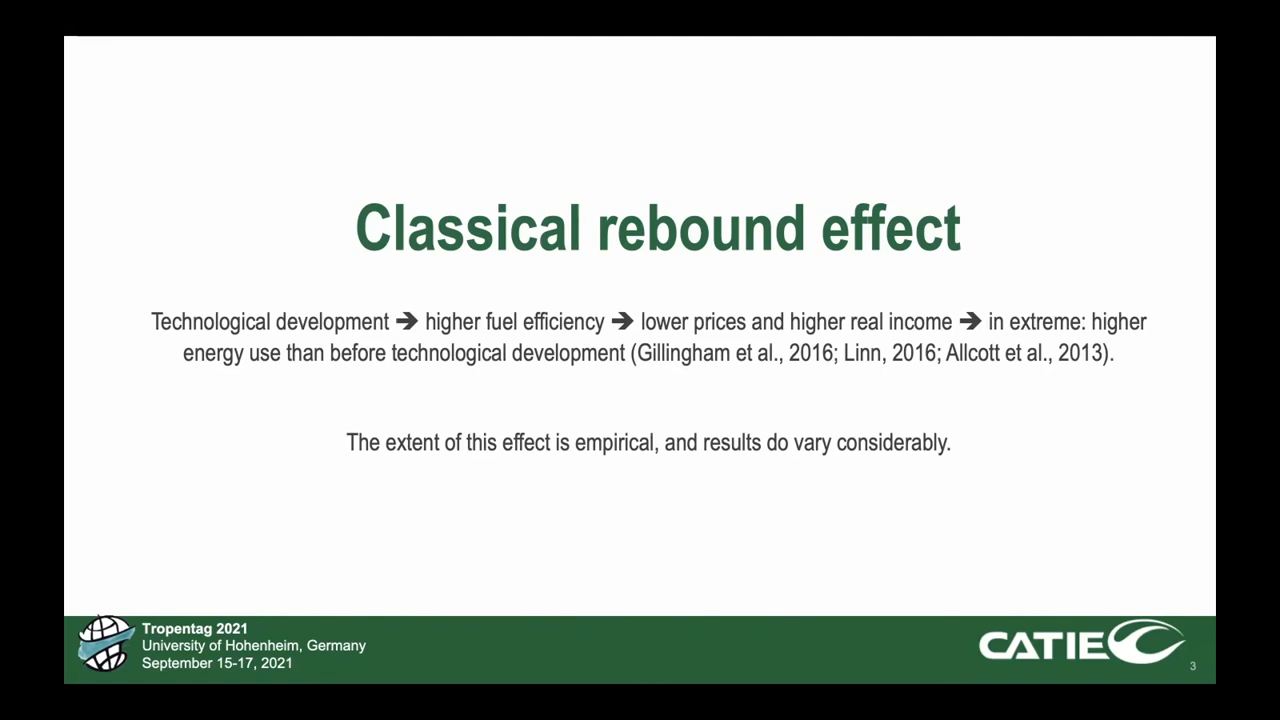 Classical rebound effect
Technological development ➔ higher fuel efficiency ➔ lower prices and higher real income ➔ in extreme: higher
energy use than before technological development (Gillingham et al., 2016; Linn, 2016; Allcott et al., 2013).
The extent of this effect is empirical, and results do vary considerably.
Tropentag 2021
University of Hohenheim, Germany
September 15-17, 2021
CATIE
3